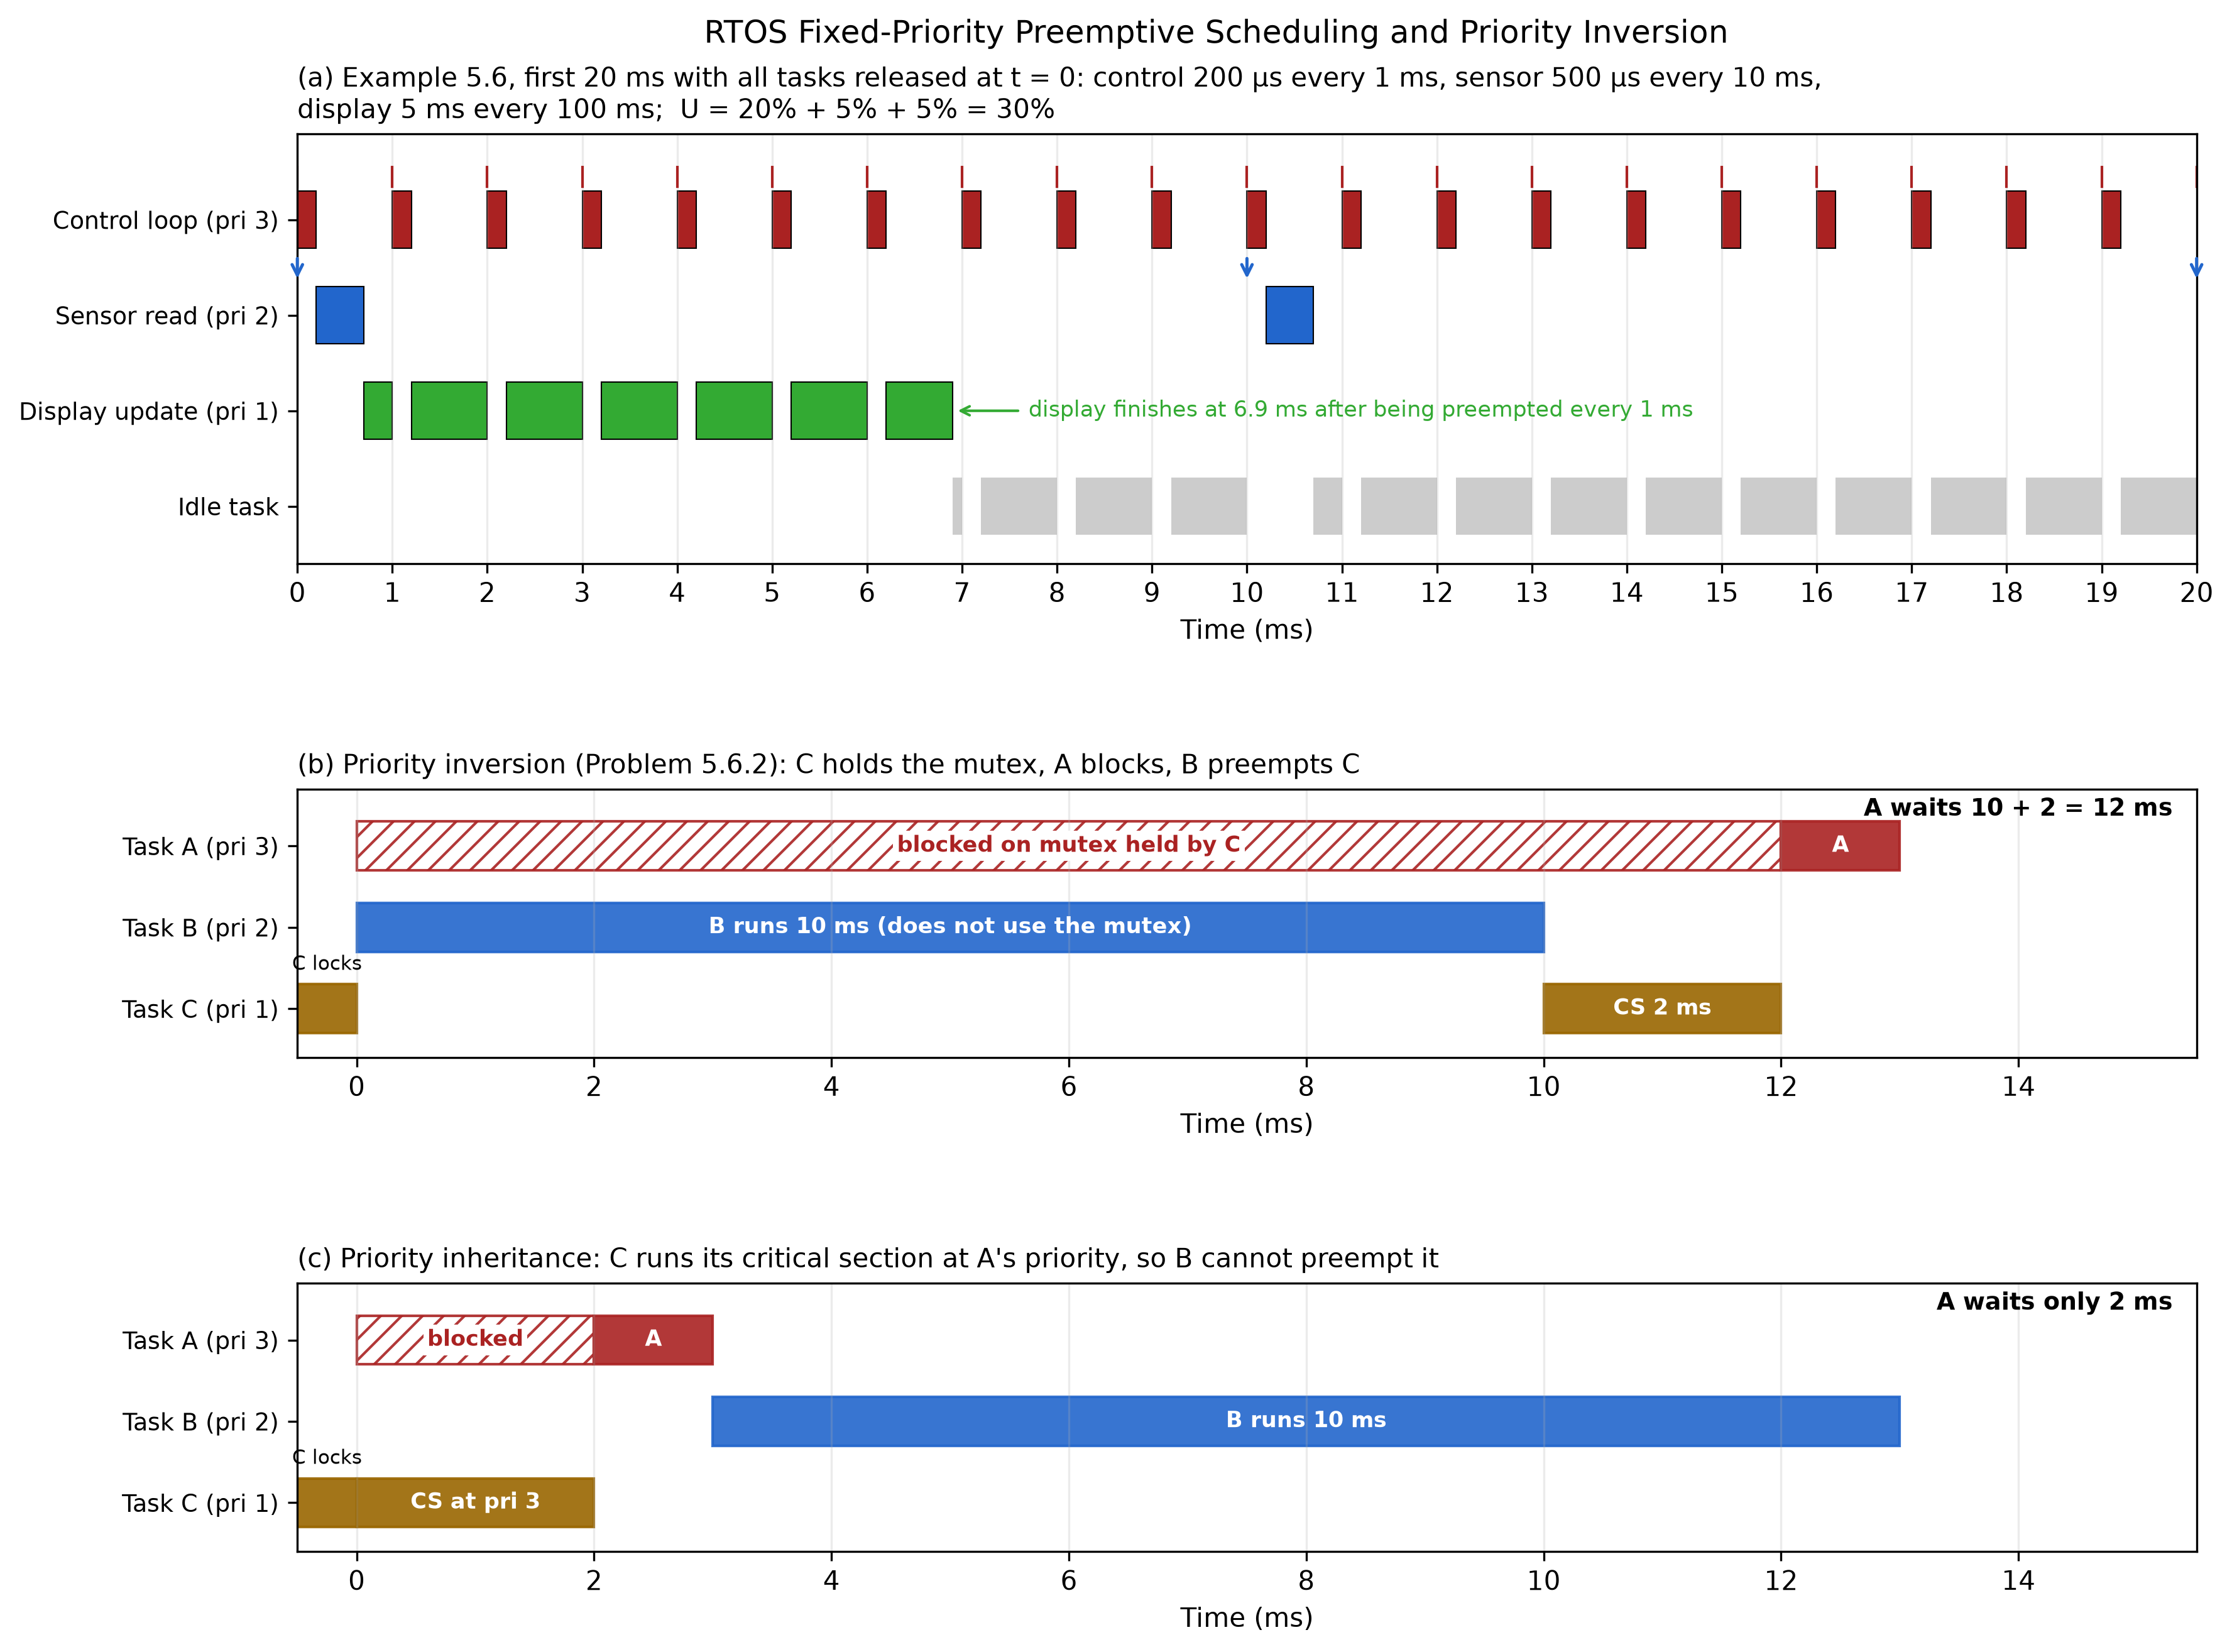 RTOS Fixed-Priority Preemptive Scheduling and Priority Inversion
(a) Example 5.6, first 20 ms with all tasks released at t = 0: control 200 µs every 1 ms, sensor 500 µs every 10 ms,
display 5 ms every 100 ms;  U = 20% + 5% + 5% = 30%
Control loop (pri 3)
Sensor read (pri 2)
Display update (pri 1)
display finishes at 6.9 ms after being preempted every 1 ms
Idle task
0 1 2 3 4 5 6 7 8 9 10 11 12 13 14 15 16 17 18 19 20
Time (ms)
(b) Priority inversion (Problem 5.6.2): C holds the mutex, A blocks, B preempts C
A waits 10 + 2 = 12 ms
Task A (pri 3)
blocked on mutex held by C
A
Task B (pri 2)
B runs 10 ms (does not use the mutex)
C locks
Task C (pri 1)
CS 2 ms
0 2 4 6 8 10 12 14
Time (ms)
(c) Priority inheritance: C runs its critical section at A's priority, so B cannot preempt it
A waits only 2 ms
Task A (pri 3)
blocked
A
Task B (pri 2)
B runs 10 ms
C locks
Task C (pri 1)
CS at pri 3
0 2 4 6 8 10 12 14
Time (ms)